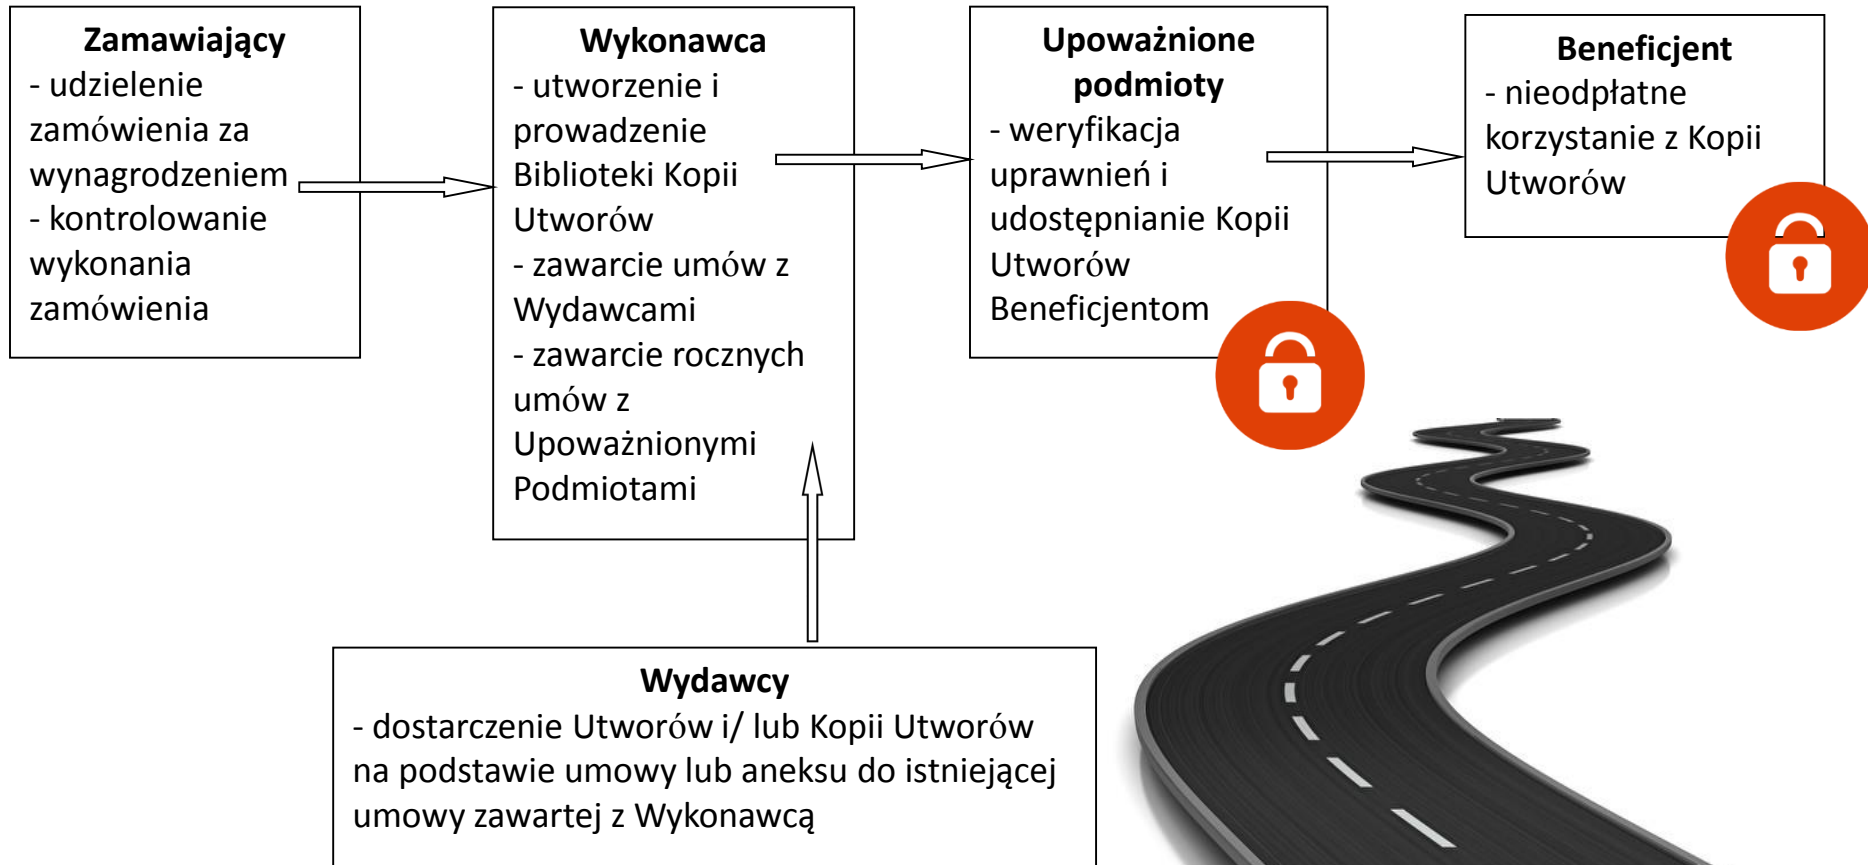 Zamawiający
- udzielenie
zamówienia za
wynagrodzeniem
- kontrolowanie
wykonania
zamówienia
Wykonawca
- utworzenie i
prowadzenie
Biblioteki Kopii
Utworów
- zawarcie umów z
Wydawcami
- zawarcie rocznych
umów z
Upoważnionymi
Podmiotami
Upoważnione
podmioty
- weryfikacja
uprawnień i
udostępnianie Kopii
Utworów
Beneficjentom
Beneficjent
- nieodpłatne
korzystanie z Kopii
Utworów
Wydawcy
- dostarczenie Utworów i/ lub Kopii Utworów
na podstawie umowy lub aneksu do istniejącej
umowy zawartej z Wykonawcą